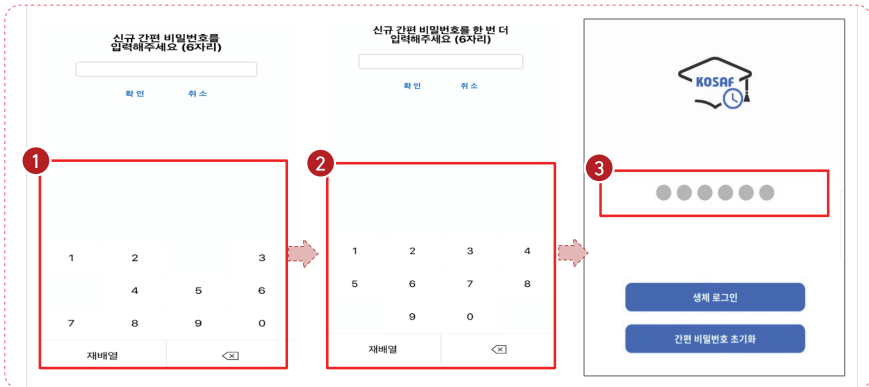 신규 간편 비밀번호를
입력해주세요 (6자리)
확인 취소
1
1 2 3
4 5 6
7 8 9 0
재배열
신규 간편 비밀번호를 한 번 더
입력해주세요 (6자리)
확인 취소
2
1 2 3 4
5 6 7 8
9 0
재배열
KOSAF
3
생체 로그인
간편 비밀번호 초기화